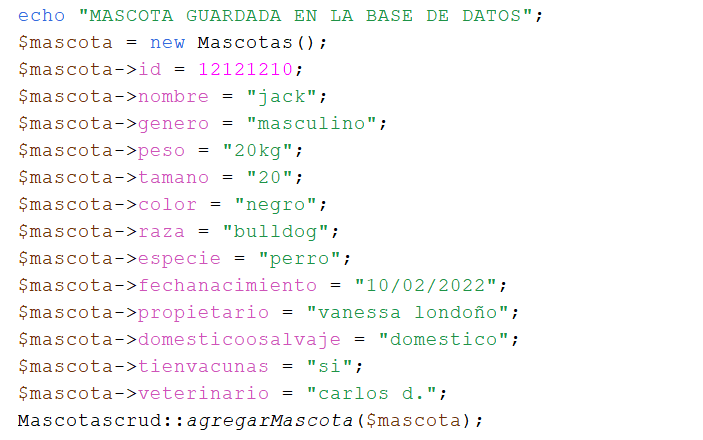 echo "MASCOTA GUARDADA EN LA BASE DE DATOS";
$mascota = new Mascotas();
$mascota->id = 12121210;
$mascota->nombre = "jack";
$mascota->genero = "masculino";
$mascota->peso = "20kg";
$mascota->tamano = "20";
$mascota->color = "negro";
$mascota->raza = "bulldog";
$mascota->especie = "perro";
$mascota->fechanacimiento = "10/02/2022";
$mascota->propietario = "vanessa londoño";
$mascota->domesticoosalvaje = "domestico";
$mascota->tienvacunas = "si";
$mascota->veterinario = "carlos d.";
Mascotascrud::agregarMascota($mascota);